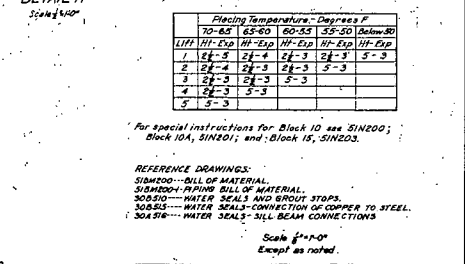 DETAIL H
Scale ½"=1'-0"
Placing Temperature - Degrees F
70-65 65-60 60-55 55-50 Below 50
Lift Ht-Exp Ht-Exp Ht-Exp Ht-Exp Ht-Exp
1 2½-5 2½-4 2½-3 2½-3 5-3
2 2½-4 2½-3 2½-3 5-3
3 2½-3 2½-3 5-3
4 2½-3 5-3
5 5-3
For special instructions for Block 10 see 51N200;
Block 10A, 51N201; and Block 15, 51N203.
REFERENCE DRAWINGS:
51BM200---BILL OF MATERIAL.
51BM200-1-PIPING BILL OF MATERIAL.
30B510----WATER SEALS AND GROUT STOPS.
30B515----WATER SEALS-CONNECTION OF COPPER TO STEEL.
30A516----WATER SEALS-SILL BEAM CONNECTIONS
Scale ⅛"=1'-0"
Except as noted.